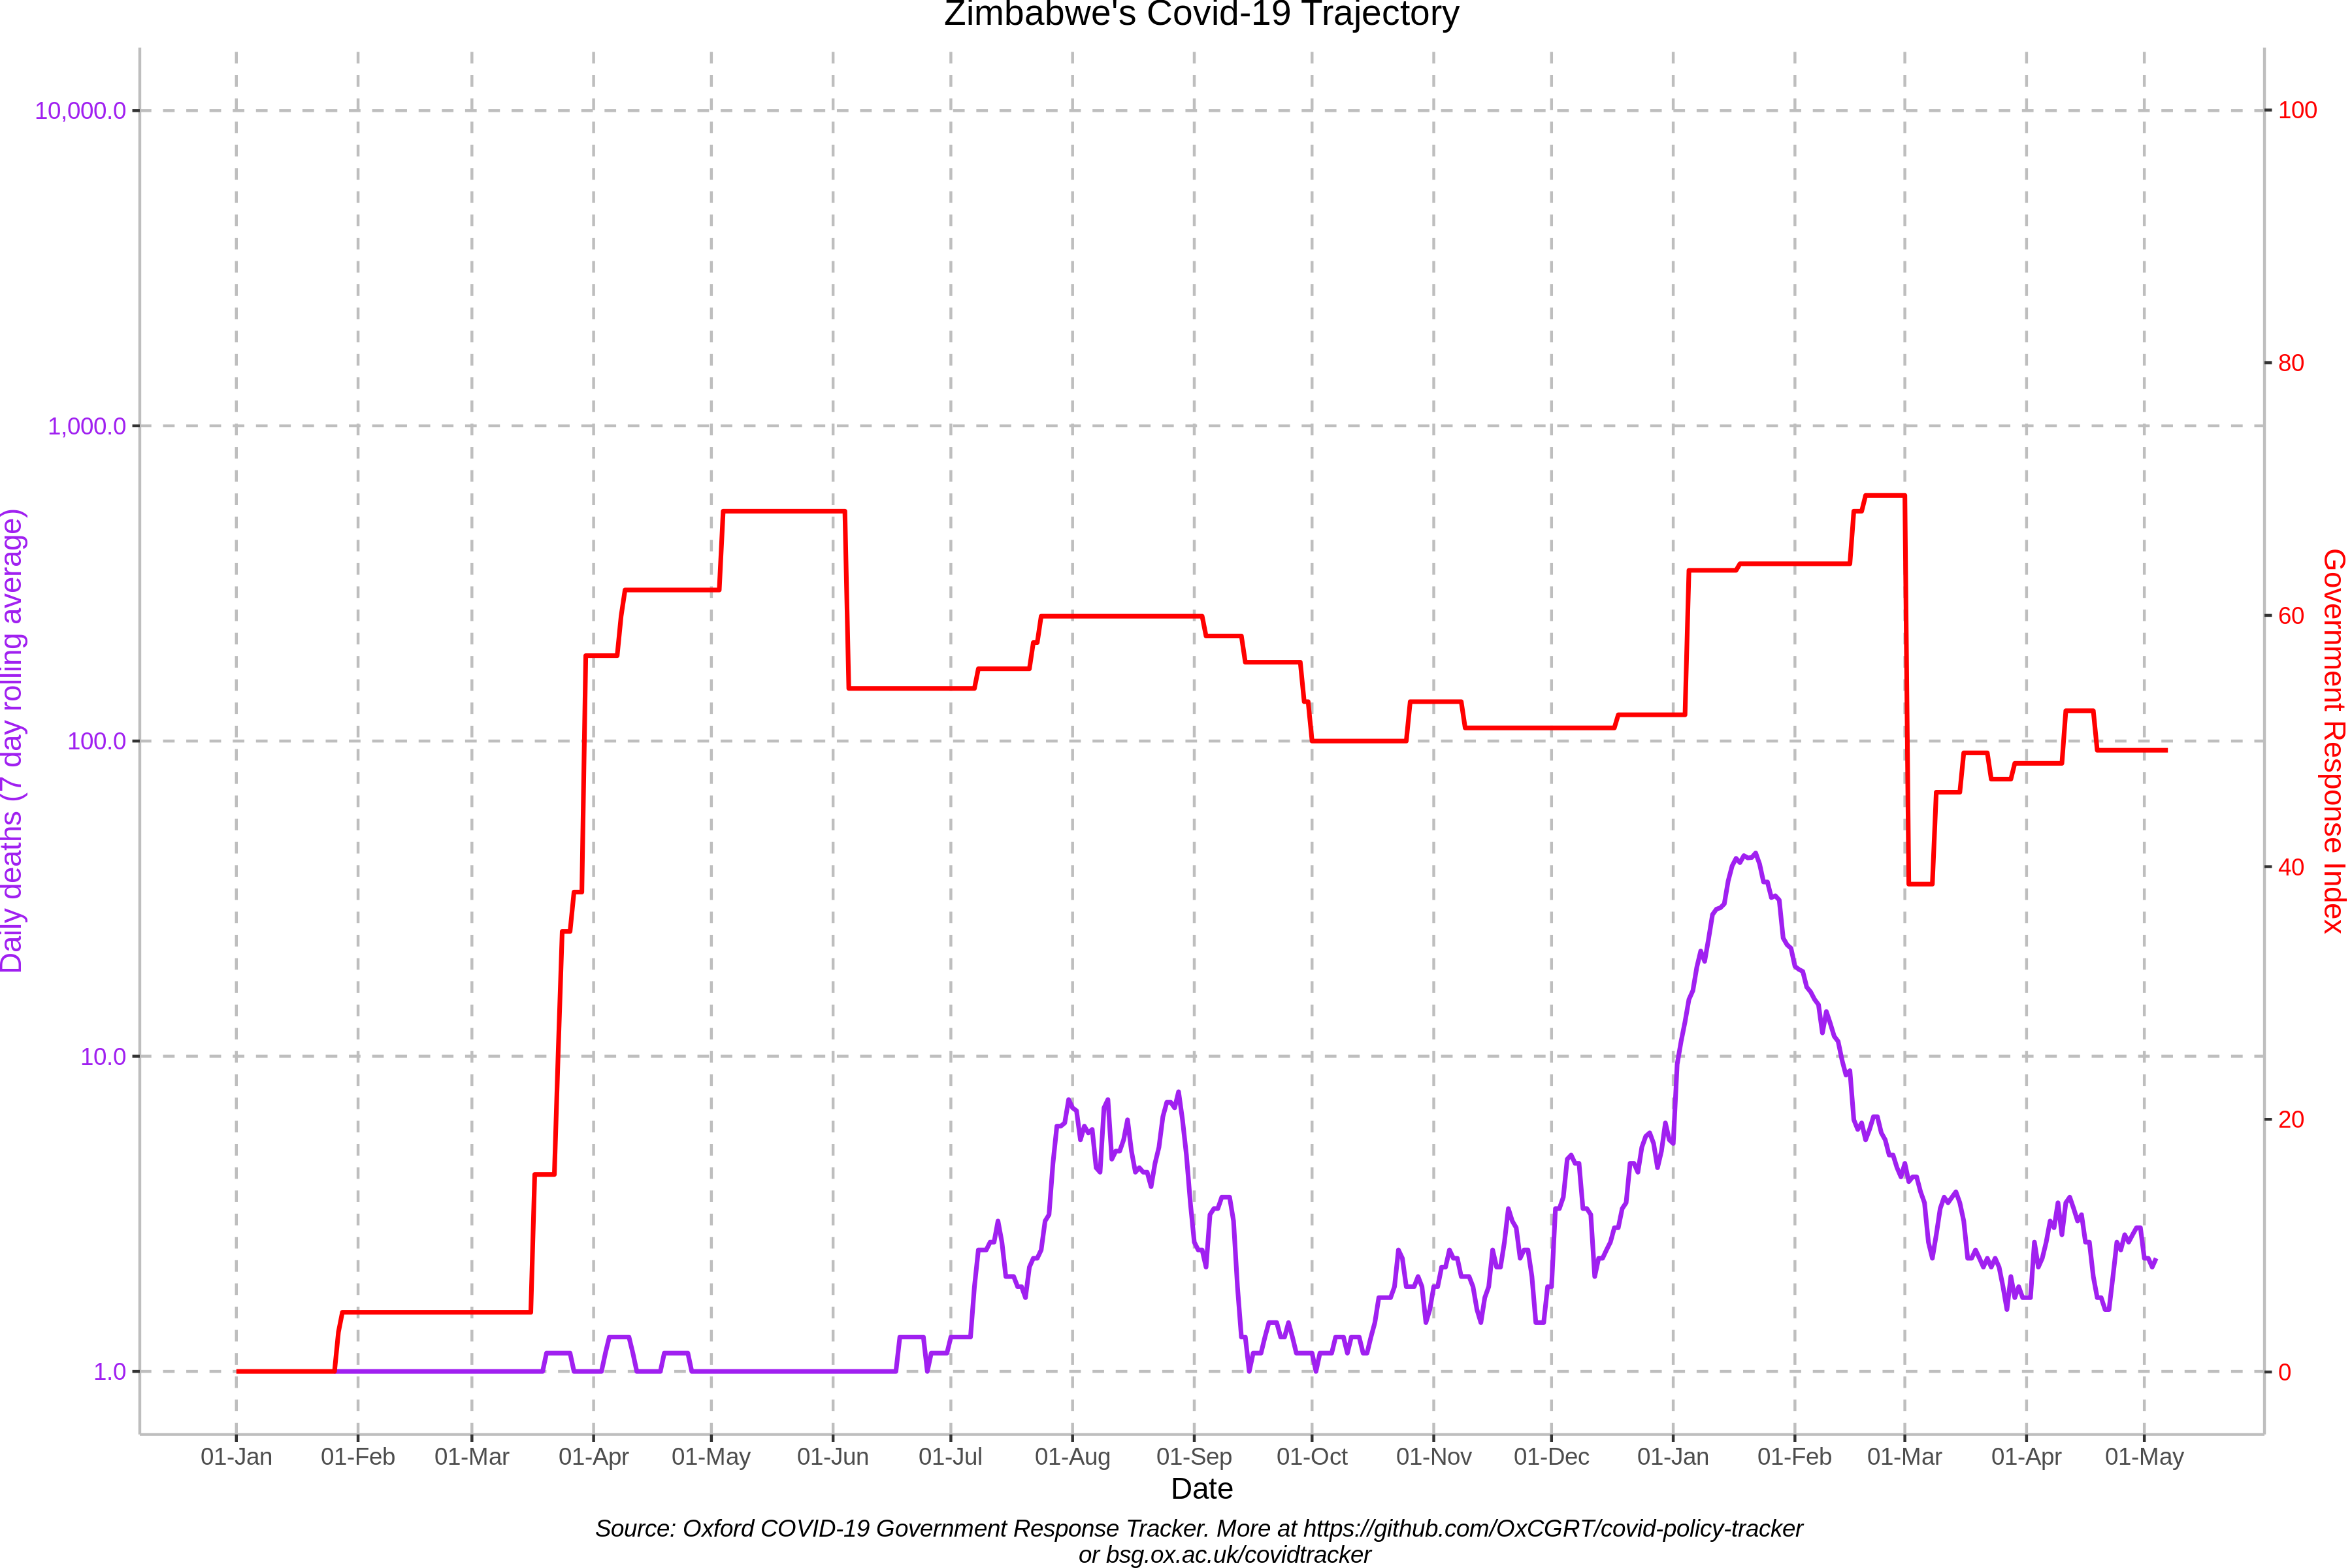 Zimbabwe's Covid-19 Trajectory
10,000.0
1,000.0
100.0
10.0
1.0
Daily deaths (7 day rolling average)
100
80
60
40
20
0
Government Response Index
01-Jan 01-Feb 01-Mar 01-Apr 01-May 01-Jun 01-Jul 01-Aug 01-Sep 01-Oct 01-Nov 01-Dec 01-Jan 01-Feb 01-Mar 01-Apr 01-May
Date
Source: Oxford COVID-19 Government Response Tracker. More at https://github.com/OxCGRT/covid-policy-tracker
or bsg.ox.ac.uk/covidtracker